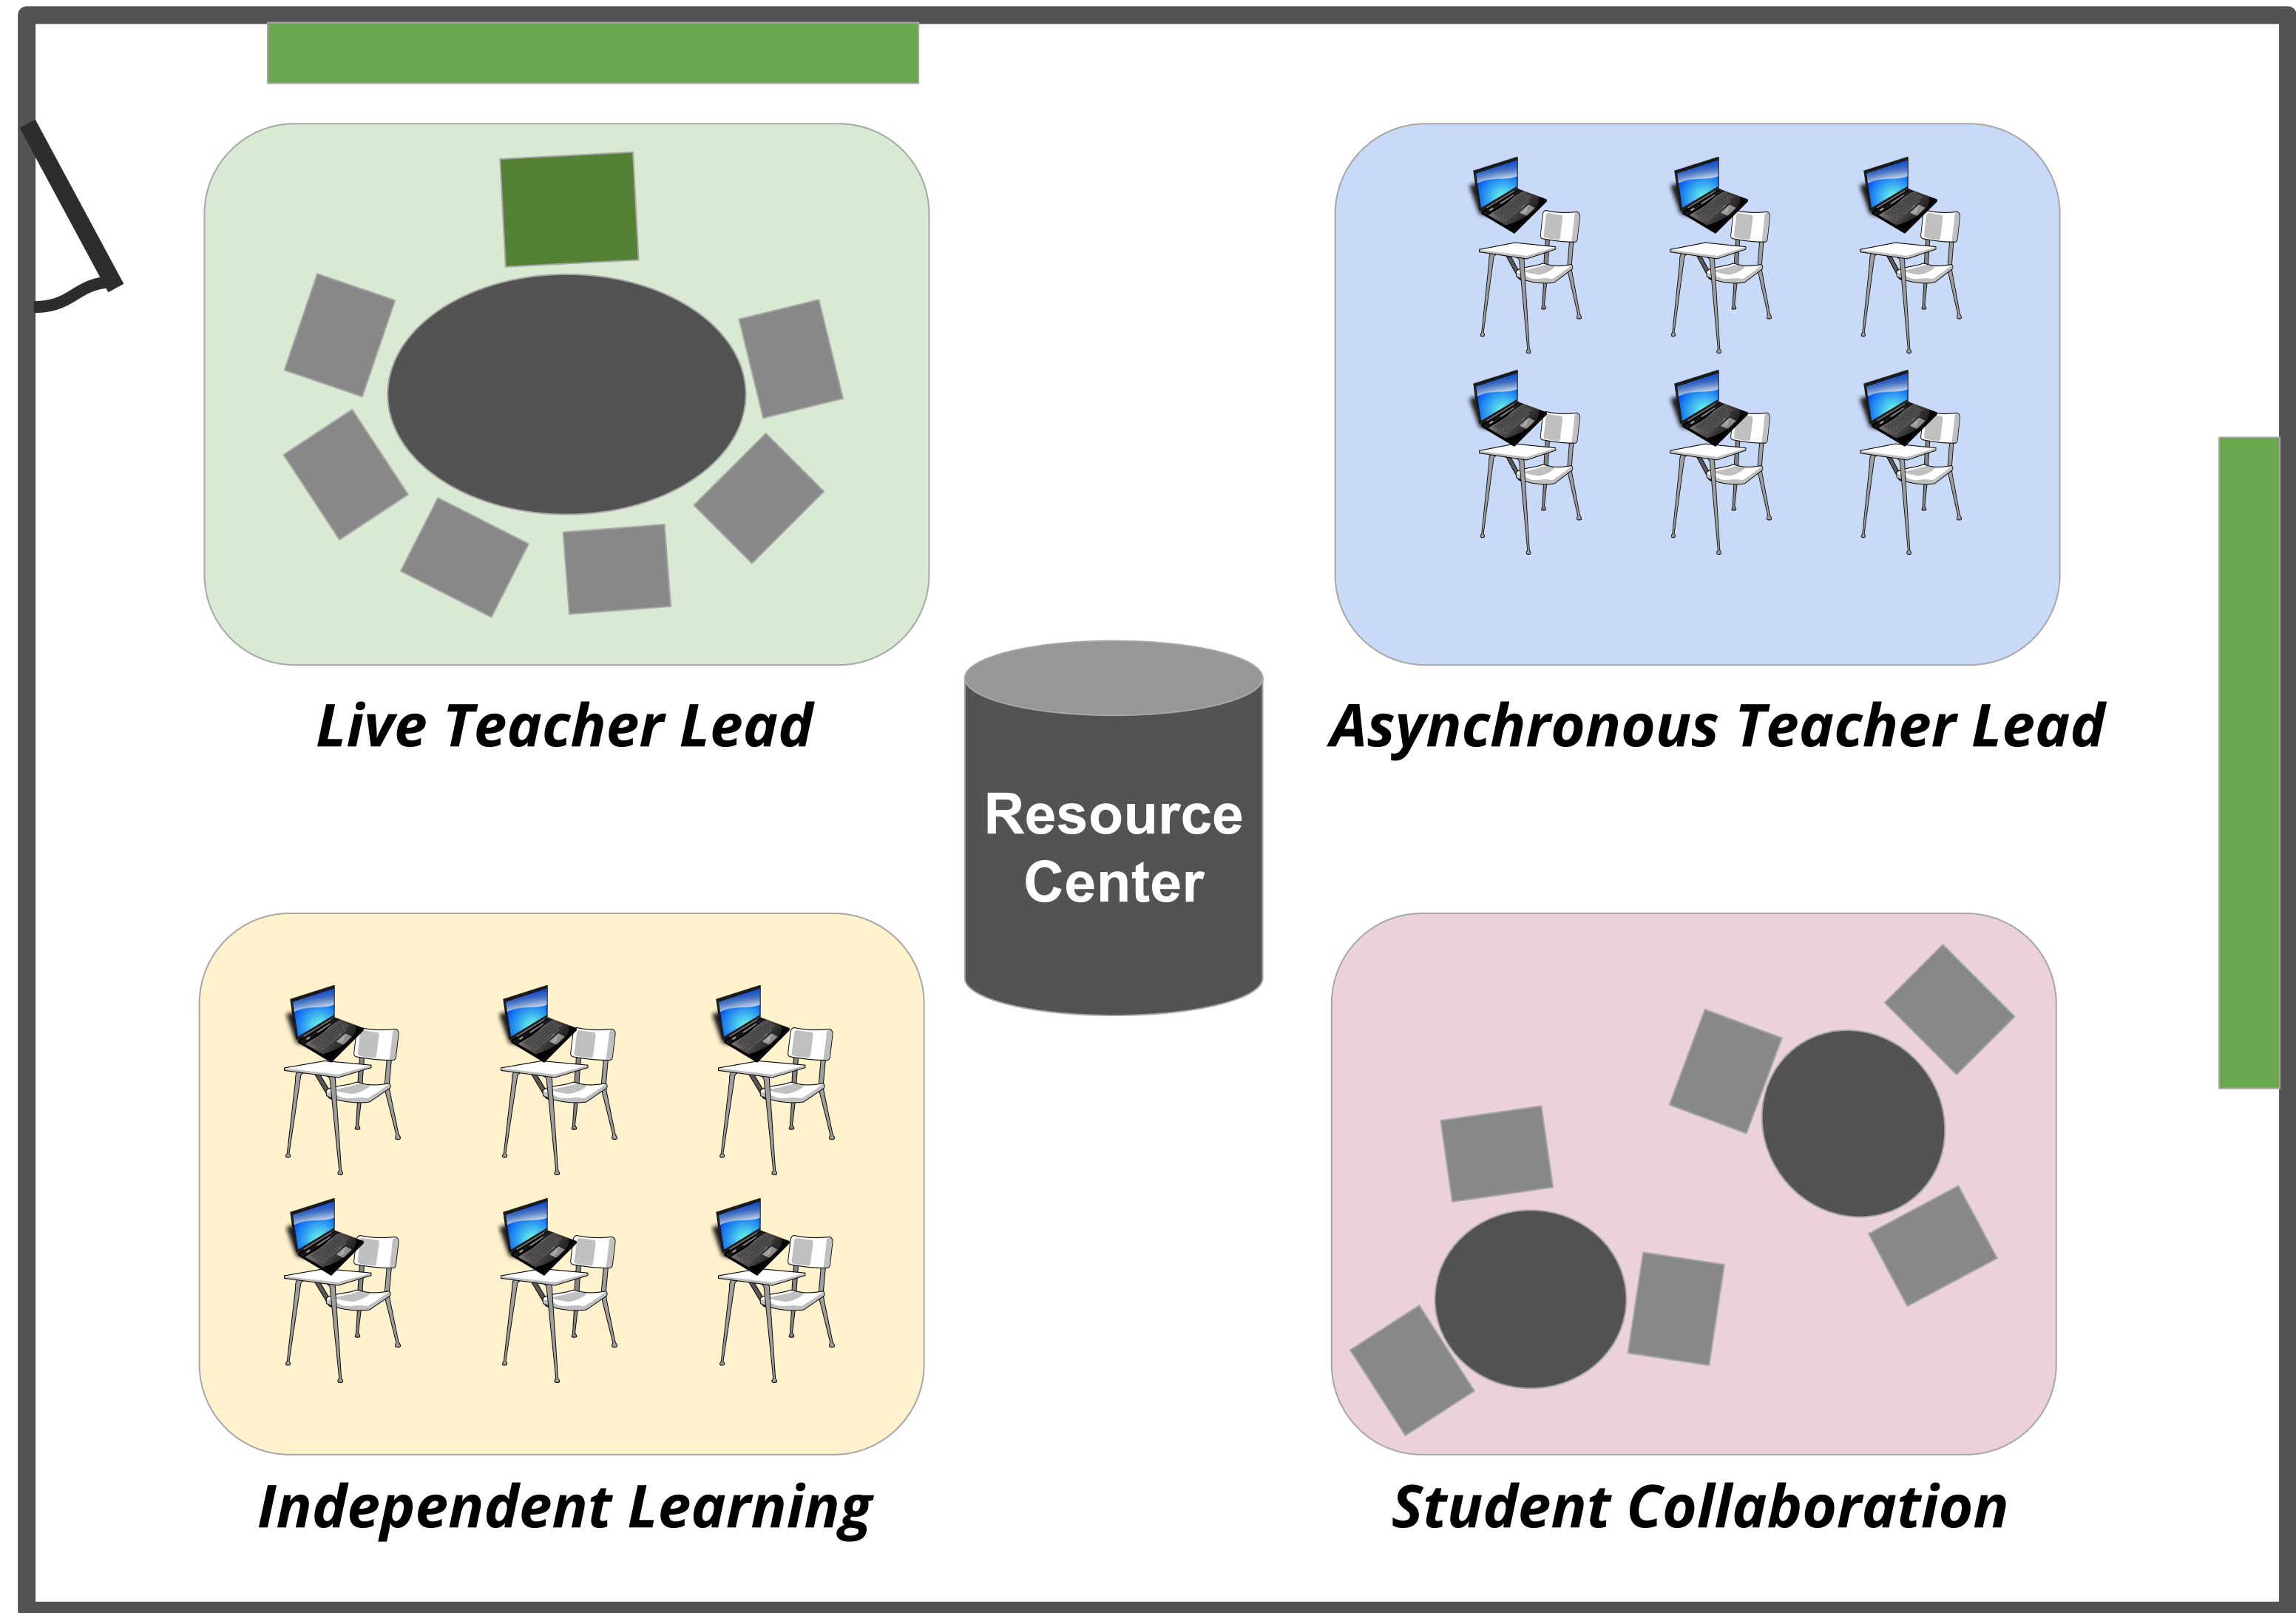 Live Teacher Lead
Asynchronous Teacher Lead
Resource
Center
Independent Learning
Student Collaboration